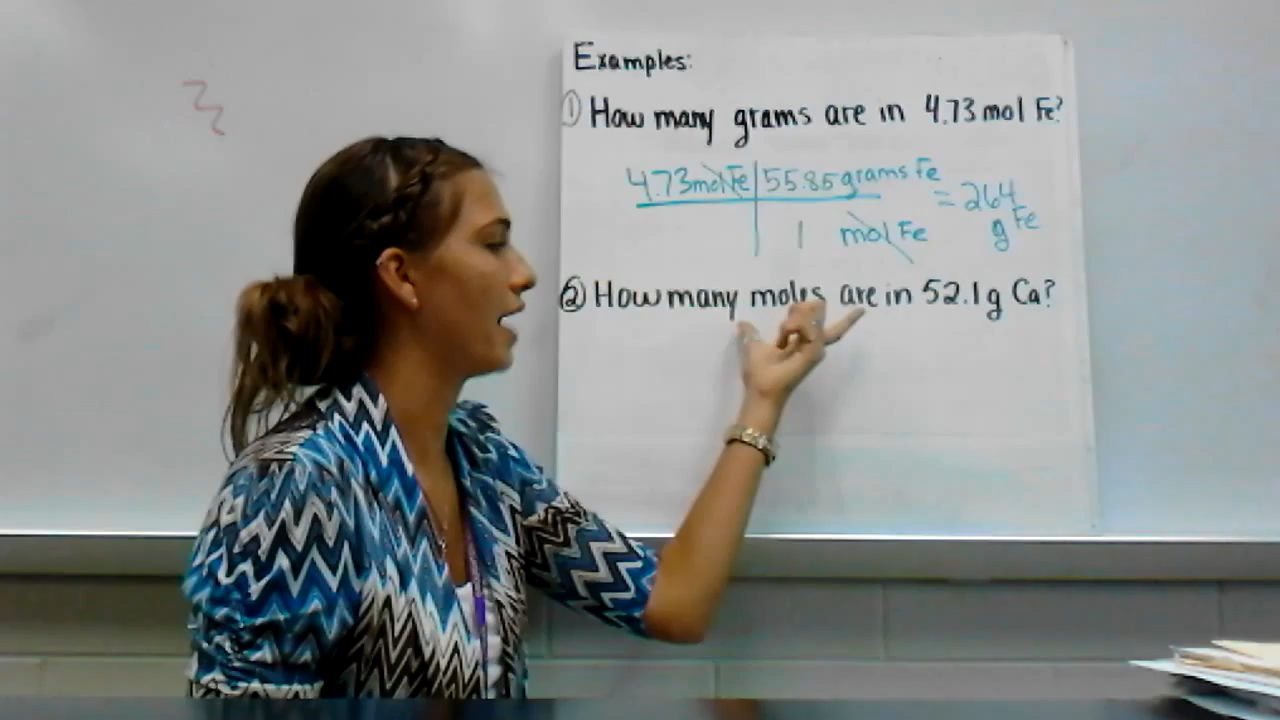 Examples:
① How many grams are in 4.73 mol Fe?
4.73 mol Fe | 55.85 grams Fe
= 264
1 mol Fe
g Fe
② How many moles are in 52.1g Ca?